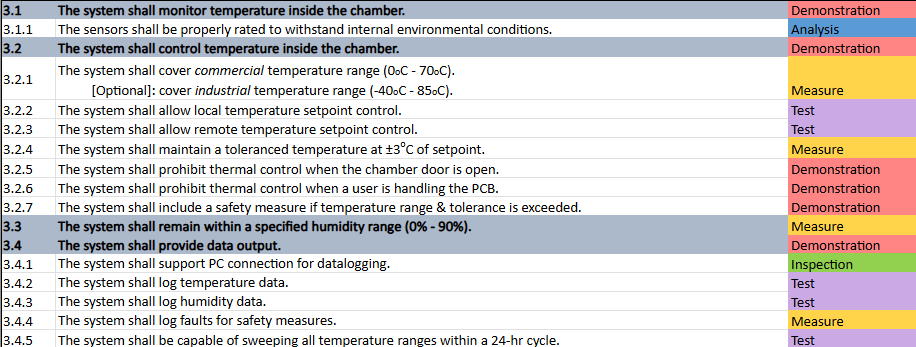 3.1 The system shall monitor temperature inside the chamber. Demonstration
3.1.1 The sensors shall be properly rated to withstand internal environmental conditions. Analysis
3.2 The system shall control temperature inside the chamber. Demonstration
3.2.1 The system shall cover commercial temperature range (0oC - 70oC).
[Optional]: cover industrial temperature range (-40oC - 85oC). Measure
3.2.2 The system shall allow local temperature setpoint control. Test
3.2.3 The system shall allow remote temperature setpoint control. Test
3.2.4 The system shall maintain a toleranced temperature at ±3°C of setpoint. Measure
3.2.5 The system shall prohibit thermal control when the chamber door is open. Demonstration
3.2.6 The system shall prohibit thermal control when a user is handling the PCB. Demonstration
3.2.7 The system shall include a safety measure if temperature range & tolerance is exceeded. Demonstration
3.3 The system shall remain within a specified humidity range (0% - 90%). Measure
3.4 The system shall provide data output. Demonstration
3.4.1 The system shall support PC connection for datalogging. Inspection
3.4.2 The system shall log temperature data. Test
3.4.3 The system shall log humidity data. Test
3.4.4 The system shall log faults for safety measures. Measure
3.4.5 The system shall be capable of sweeping all temperature ranges within a 24-hr cycle. Test